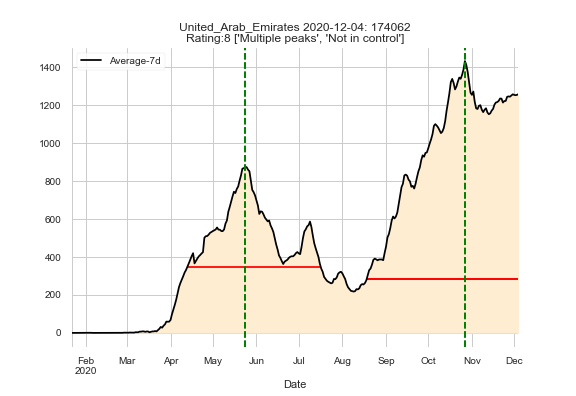 United_Arab_Emirates 2020-12-04: 174062
Rating:8 ['Multiple peaks', 'Not in control']
Average-7d
1400
1200
1000
800
600
400
200
0
Feb Mar Apr May Jun Jul Aug Sep Oct Nov Dec
2020
Date